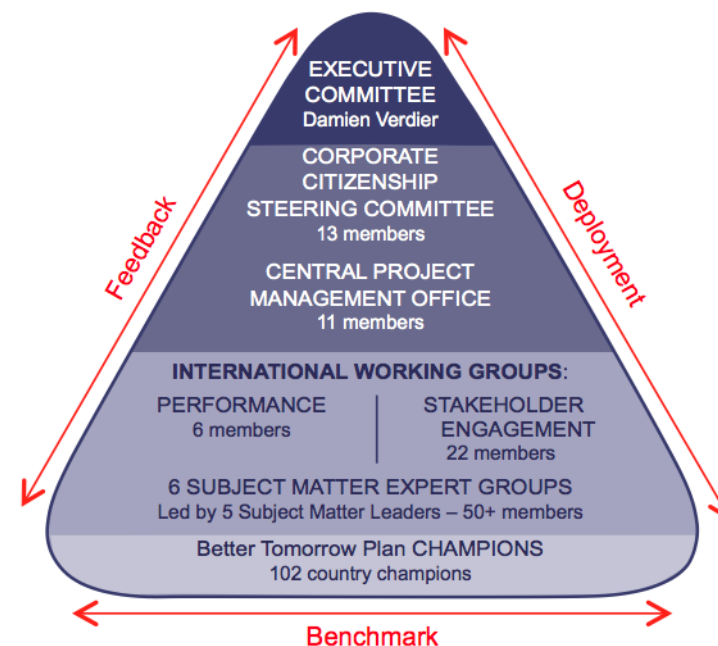 EXECUTIVE
COMMITTEE
Damien Verdier
CORPORATE
CITIZENSHIP
STEERING COMMITTEE
13 members
CENTRAL PROJECT
MANAGEMENT OFFICE
11 members
INTERNATIONAL WORKING GROUPS:
PERFORMANCE
6 members
STAKEHOLDER
ENGAGEMENT
22 members
6 SUBJECT MATTER EXPERT GROUPS
Led by 5 Subject Matter Leaders – 50+ members
Better Tomorrow Plan CHAMPIONS
102 country champions
Feedback
Deployment
Benchmark